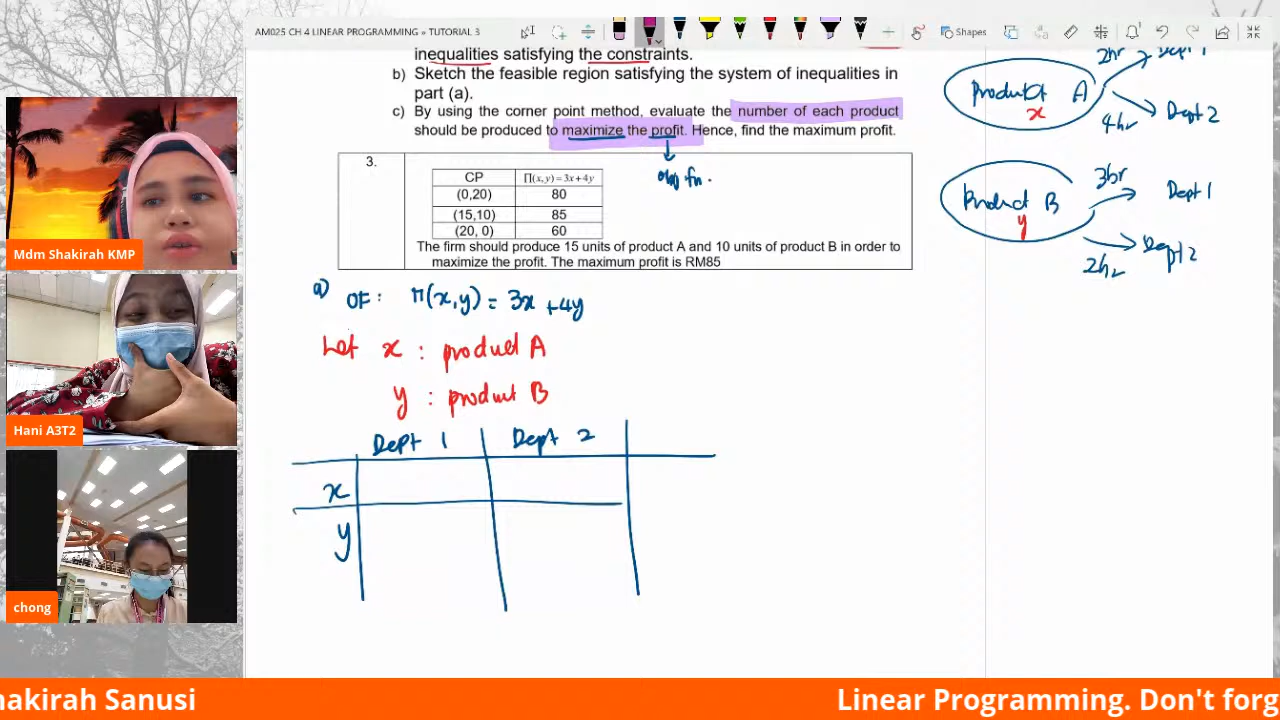 AM025 CH 4 LINEAR PROGRAMMING » TUTORIAL 3
Shapes
inequalities satisfying the constraints.
b) Sketch the feasible region satisfying the system of inequalities in
part (a).
c) By using the corner point method, evaluate the number of each product
should be produced to maximize the profit. Hence, find the maximum profit.
obj fn.
3.
CP Π(x, y) = 3x + 4y
(0,20) 80
(15,10) 85
(20, 0) 60
The firm should produce 15 units of product A and 10 units of product B in order to
maximize the profit. The maximum profit is RM85
a) OF: Π(x,y) = 3x + 4y
Let x : product A
y : product B
Dept 1 Dept 2
x
y
2hr Dept 1
Product A
x
4hr Dept 2
3hr Dept 1
Product B
y
2hr Dept 2
Mdm Shakirah KMP
Hani A3T2
chong
hakirah Sanusi
Linear Programming. Don't forg